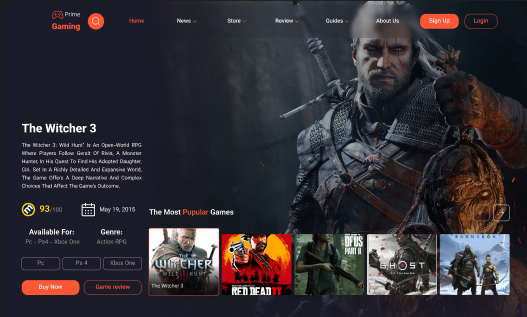 Prime
Gaming
Home
News
Store
Review
Guides
About Us
Sign Up
Login
The Witcher 3
The Witcher 3: Wild Hunt" Is An Open-World RPG
Where Players Follow Geralt Of Rivia, A Monster
Hunter, In His Quest To Find His Adopted Daughter,
Ciri. Set In A Richly Detailed And Expansive World,
The Game Offers A Deep Narrative And Complex
Choices That Affect The Game's Outcome.
93/100
May 19, 2015
Available For:
Genre:
Pc - Ps4 - Xbox One
Action RPG
Pc
Ps 4
Xbox One
Buy Now
Game review
The Most Pupular Games
THE
WITCHER
WILD HUNT
The Witcher 3
RED DEAD II
OF US
PART II
GHOST
RAGNARÖK